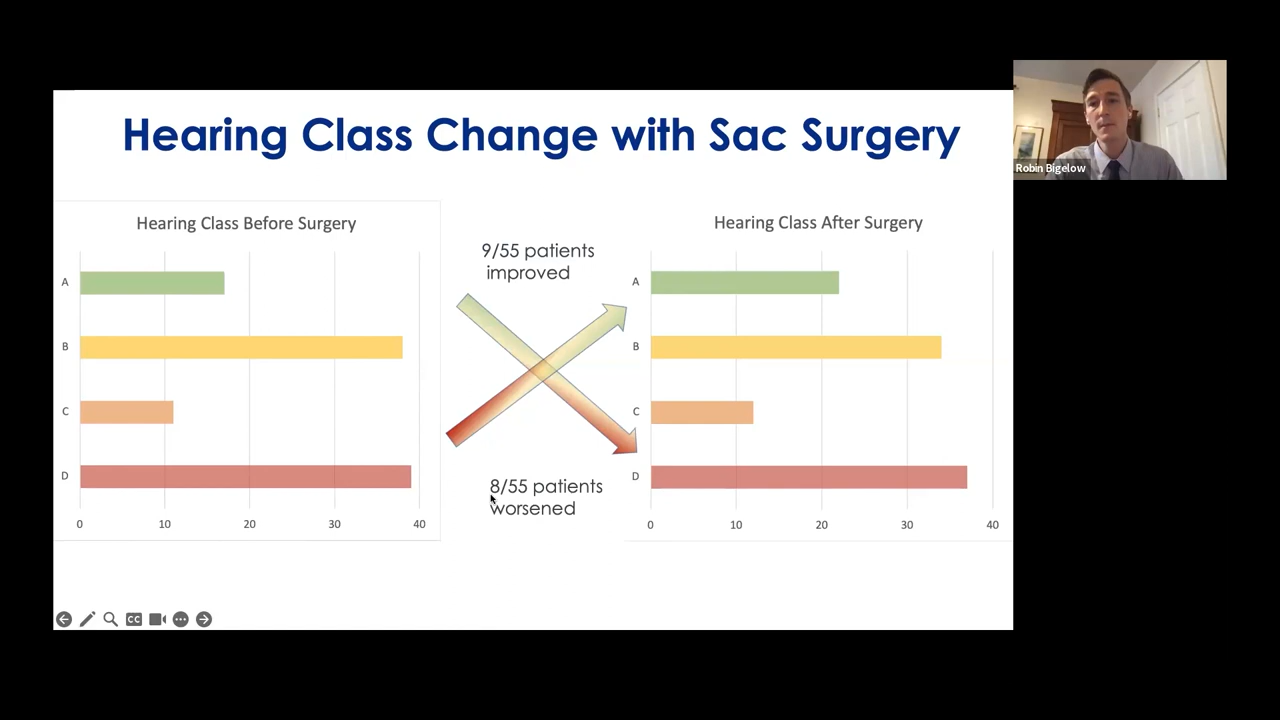 Hearing Class Change with Sac Surgery
Robin Bigelow
Hearing Class Before Surgery
A
B
C
D
0 10 20 30 40
9/55 patients
improved
8/55 patients
worsened
Hearing Class After Surgery
A
B
C
D
0 10 20 30 40
CC